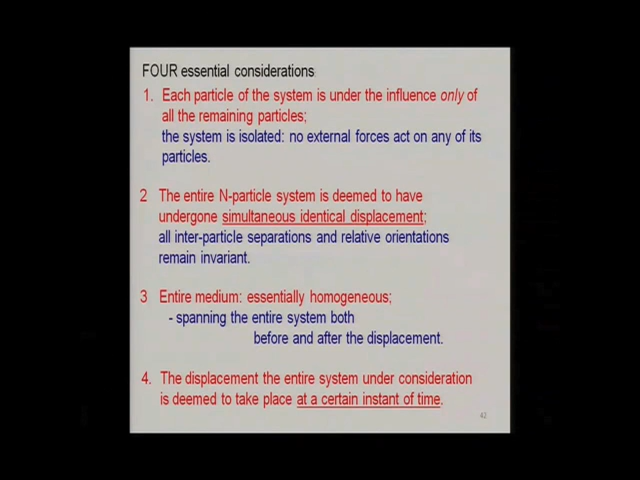 FOUR essential considerations:
1. Each particle of the system is under the influence only of
all the remaining particles;
the system is isolated: no external forces act on any of its
particles.
2 The entire N-particle system is deemed to have
undergone simultaneous identical displacement;
all inter-particle separations and relative orientations
remain invariant.
3 Entire medium: essentially homogeneous;
- spanning the entire system both
before and after the displacement.
4. The displacement the entire system under consideration
is deemed to take place at a certain instant of time.
42